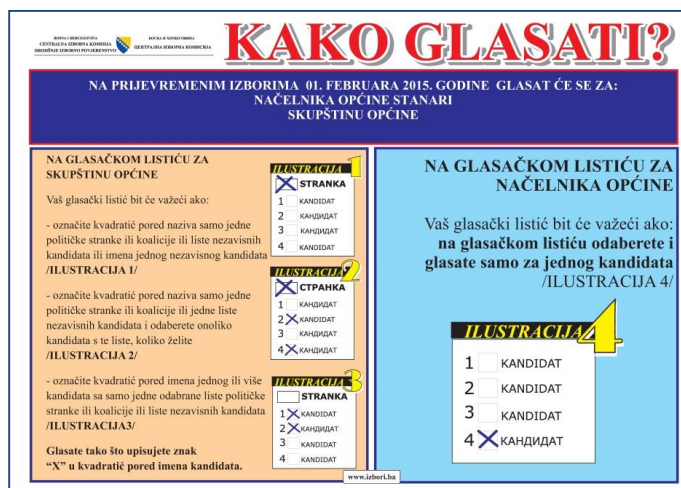 BOSNA I HERCEGOVINA
CENTRALNA IZBORNA KOMISIJA
SREDIŠNJE IZBORNO POVJERENSTVO
БОСНА И ХЕРЦЕГОВИНА
ЦЕНТРАЛНА ИЗБОРНА КОМИСИЈА
KAKO GLASATI?
NA PRIJEVREMENIM IZBORIMA 01. FEBRUARA 2015. GODINE GLASAT ĆE SE ZA:
NAČELNIKA OPĆINE STANARI
SKUPŠTINU OPĆINE
NA GLASAČKOM LISTIĆU ZA
SKUPŠTINU OPĆINE
Vaš glasački listić bit će važeći ako:
- označite kvadratić pored naziva samo jedne
političke stranke ili koalicije ili liste nezavisnih
kandidata ili imena jednog nezavisnog kandidata
/ILUSTRACIJA 1/
- označite kvadratić pored naziva samo jedne
političke stranke ili koalicije ili jedne liste
nezavisnih kandidata i odaberete onoliko
kandidata s te liste, koliko želite
/ILUSTRACIJA 2/
- označite kvadratić pored imena jednog ili više
kandidata sa samo jedne odabrane liste političke
stranke ili koalicije ili liste nezavisnih kandidata
/ILUSTRACIJA3/
Glasate tako što upisujete znak
“X” u kvadratić pored imena kandidata.
ILUSTRACIJA 1
X STRANKA
1 KANDIDAT
2 КАНДИДАТ
3 КАНДИДАТ
4 KANDIDAT
ILUSTRACIJA 2
X СТРАНКА
1 КАНДИДАТ
2 X KANDIDAT
3 КАНДИДАТ
4 X КАНДИДАТ
ILUSTRACIJA 3
STRANKA
1 X KANDIDAT
2 X КАНДИДАТ
3 KANDIDAT
4 KANDIDAT
NA GLASAČKOM LISTIĆU ZA
NAČELNIKA OPĆINE
Vaš glasački listić bit će važeći ako:
na glasačkom listiću odaberete i
glasate samo za jednog kandidata
/ILUSTRACIJA 4/
ILUSTRACIJA 4
1 KANDIDAT
2 KANDIDAT
3 KANDIDAT
4 X КАНДИДАТ
www.izbori.ba